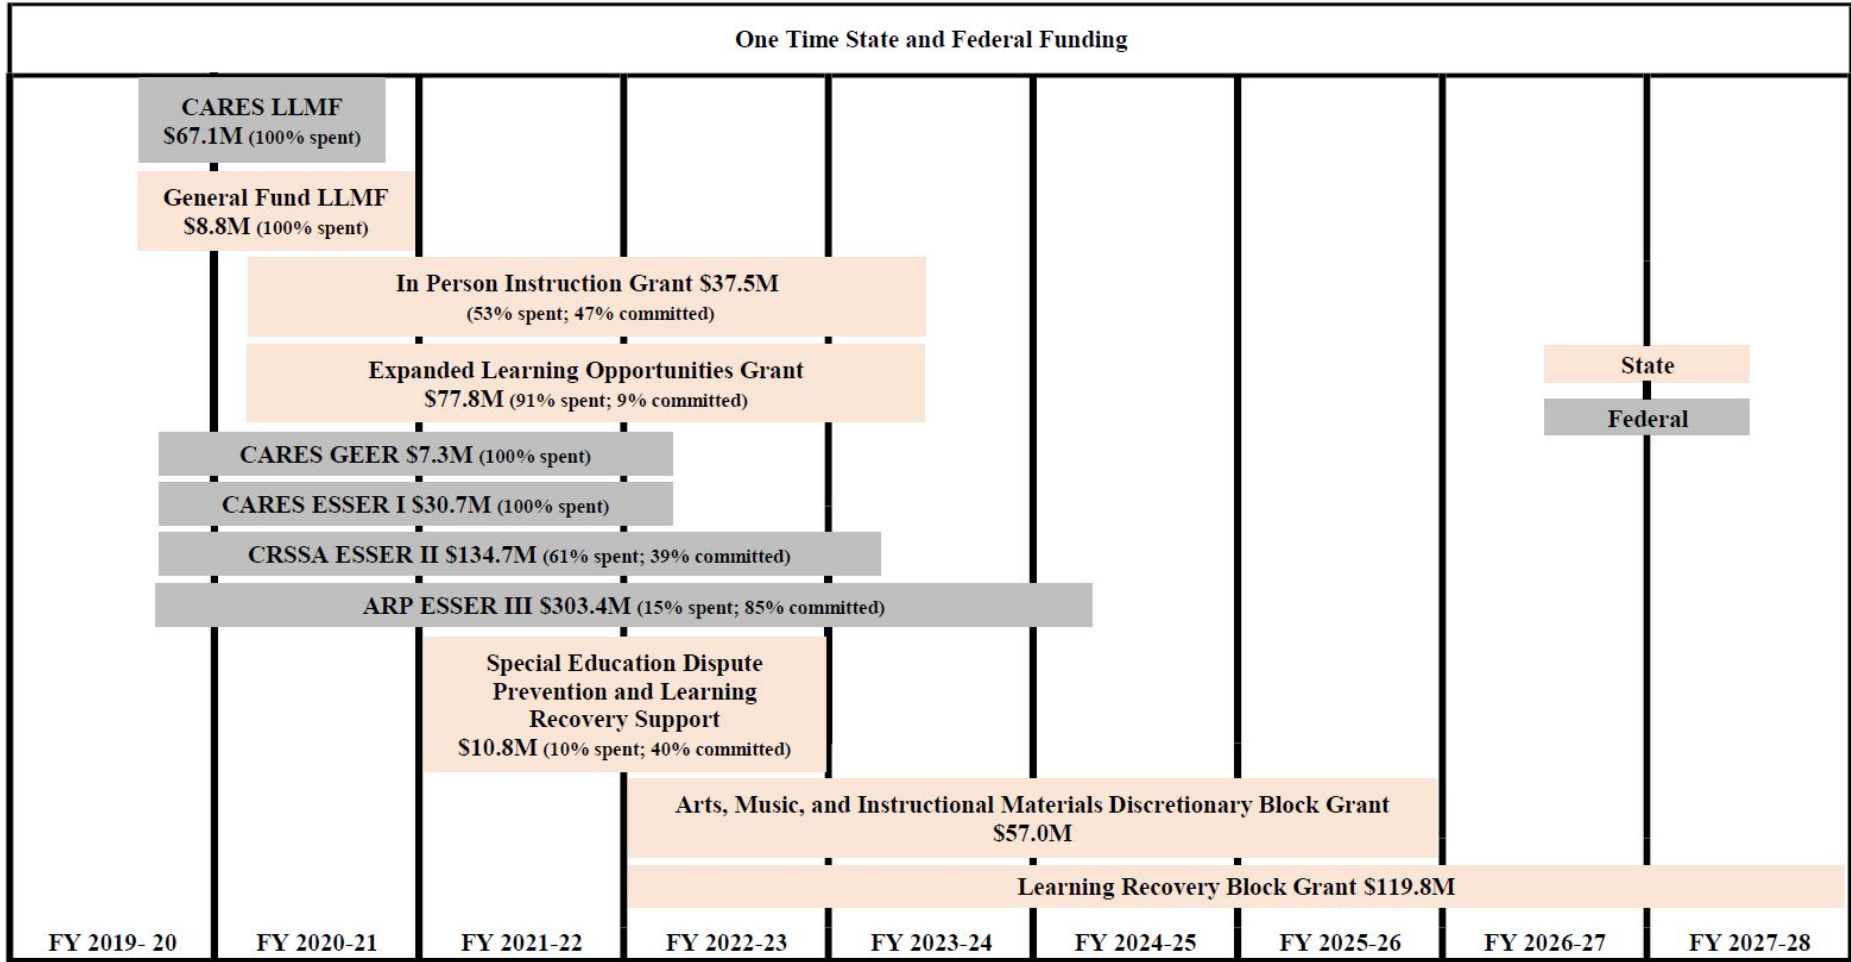 One Time State and Federal Funding
CARES LLMF
$67.1M (100% spent)
General Fund LLMF
$8.8M (100% spent)
In Person Instruction Grant $37.5M
(53% spent; 47% committed)
Expanded Learning Opportunities Grant
$77.8M (91% spent; 9% committed)
State
Federal
CARES GEER $7.3M (100% spent)
CARES ESSER I $30.7M (100% spent)
CRSSA ESSER II $134.7M (61% spent; 39% committed)
ARP ESSER III $303.4M (15% spent; 85% committed)
Special Education Dispute
Prevention and Learning
Recovery Support
$10.8M (10% spent; 40% committed)
Arts, Music, and Instructional Materials Discretionary Block Grant
$57.0M
Learning Recovery Block Grant $119.8M
FY 2019- 20 FY 2020-21 FY 2021-22 FY 2022-23 FY 2023-24 FY 2024-25 FY 2025-26 FY 2026-27 FY 2027-28